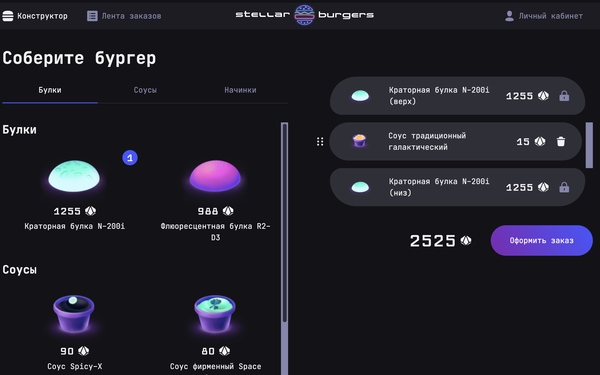 Конструктор
Лента заказов
stellar burgers
Личный кабинет
Соберите бургер
Булки
Соусы
Начинки
Булки
1
1255
Краторная булка N-200i
988
Флюоресцентная булка R2-
D3
Соусы
90
Соус Spicy-X
80
Соус фирменный Space
Краторная булка N-200i
(верх)
1255
Соус традиционный
галактический
15
Краторная булка N-200i
(низ)
1255
2525
Оформить заказ